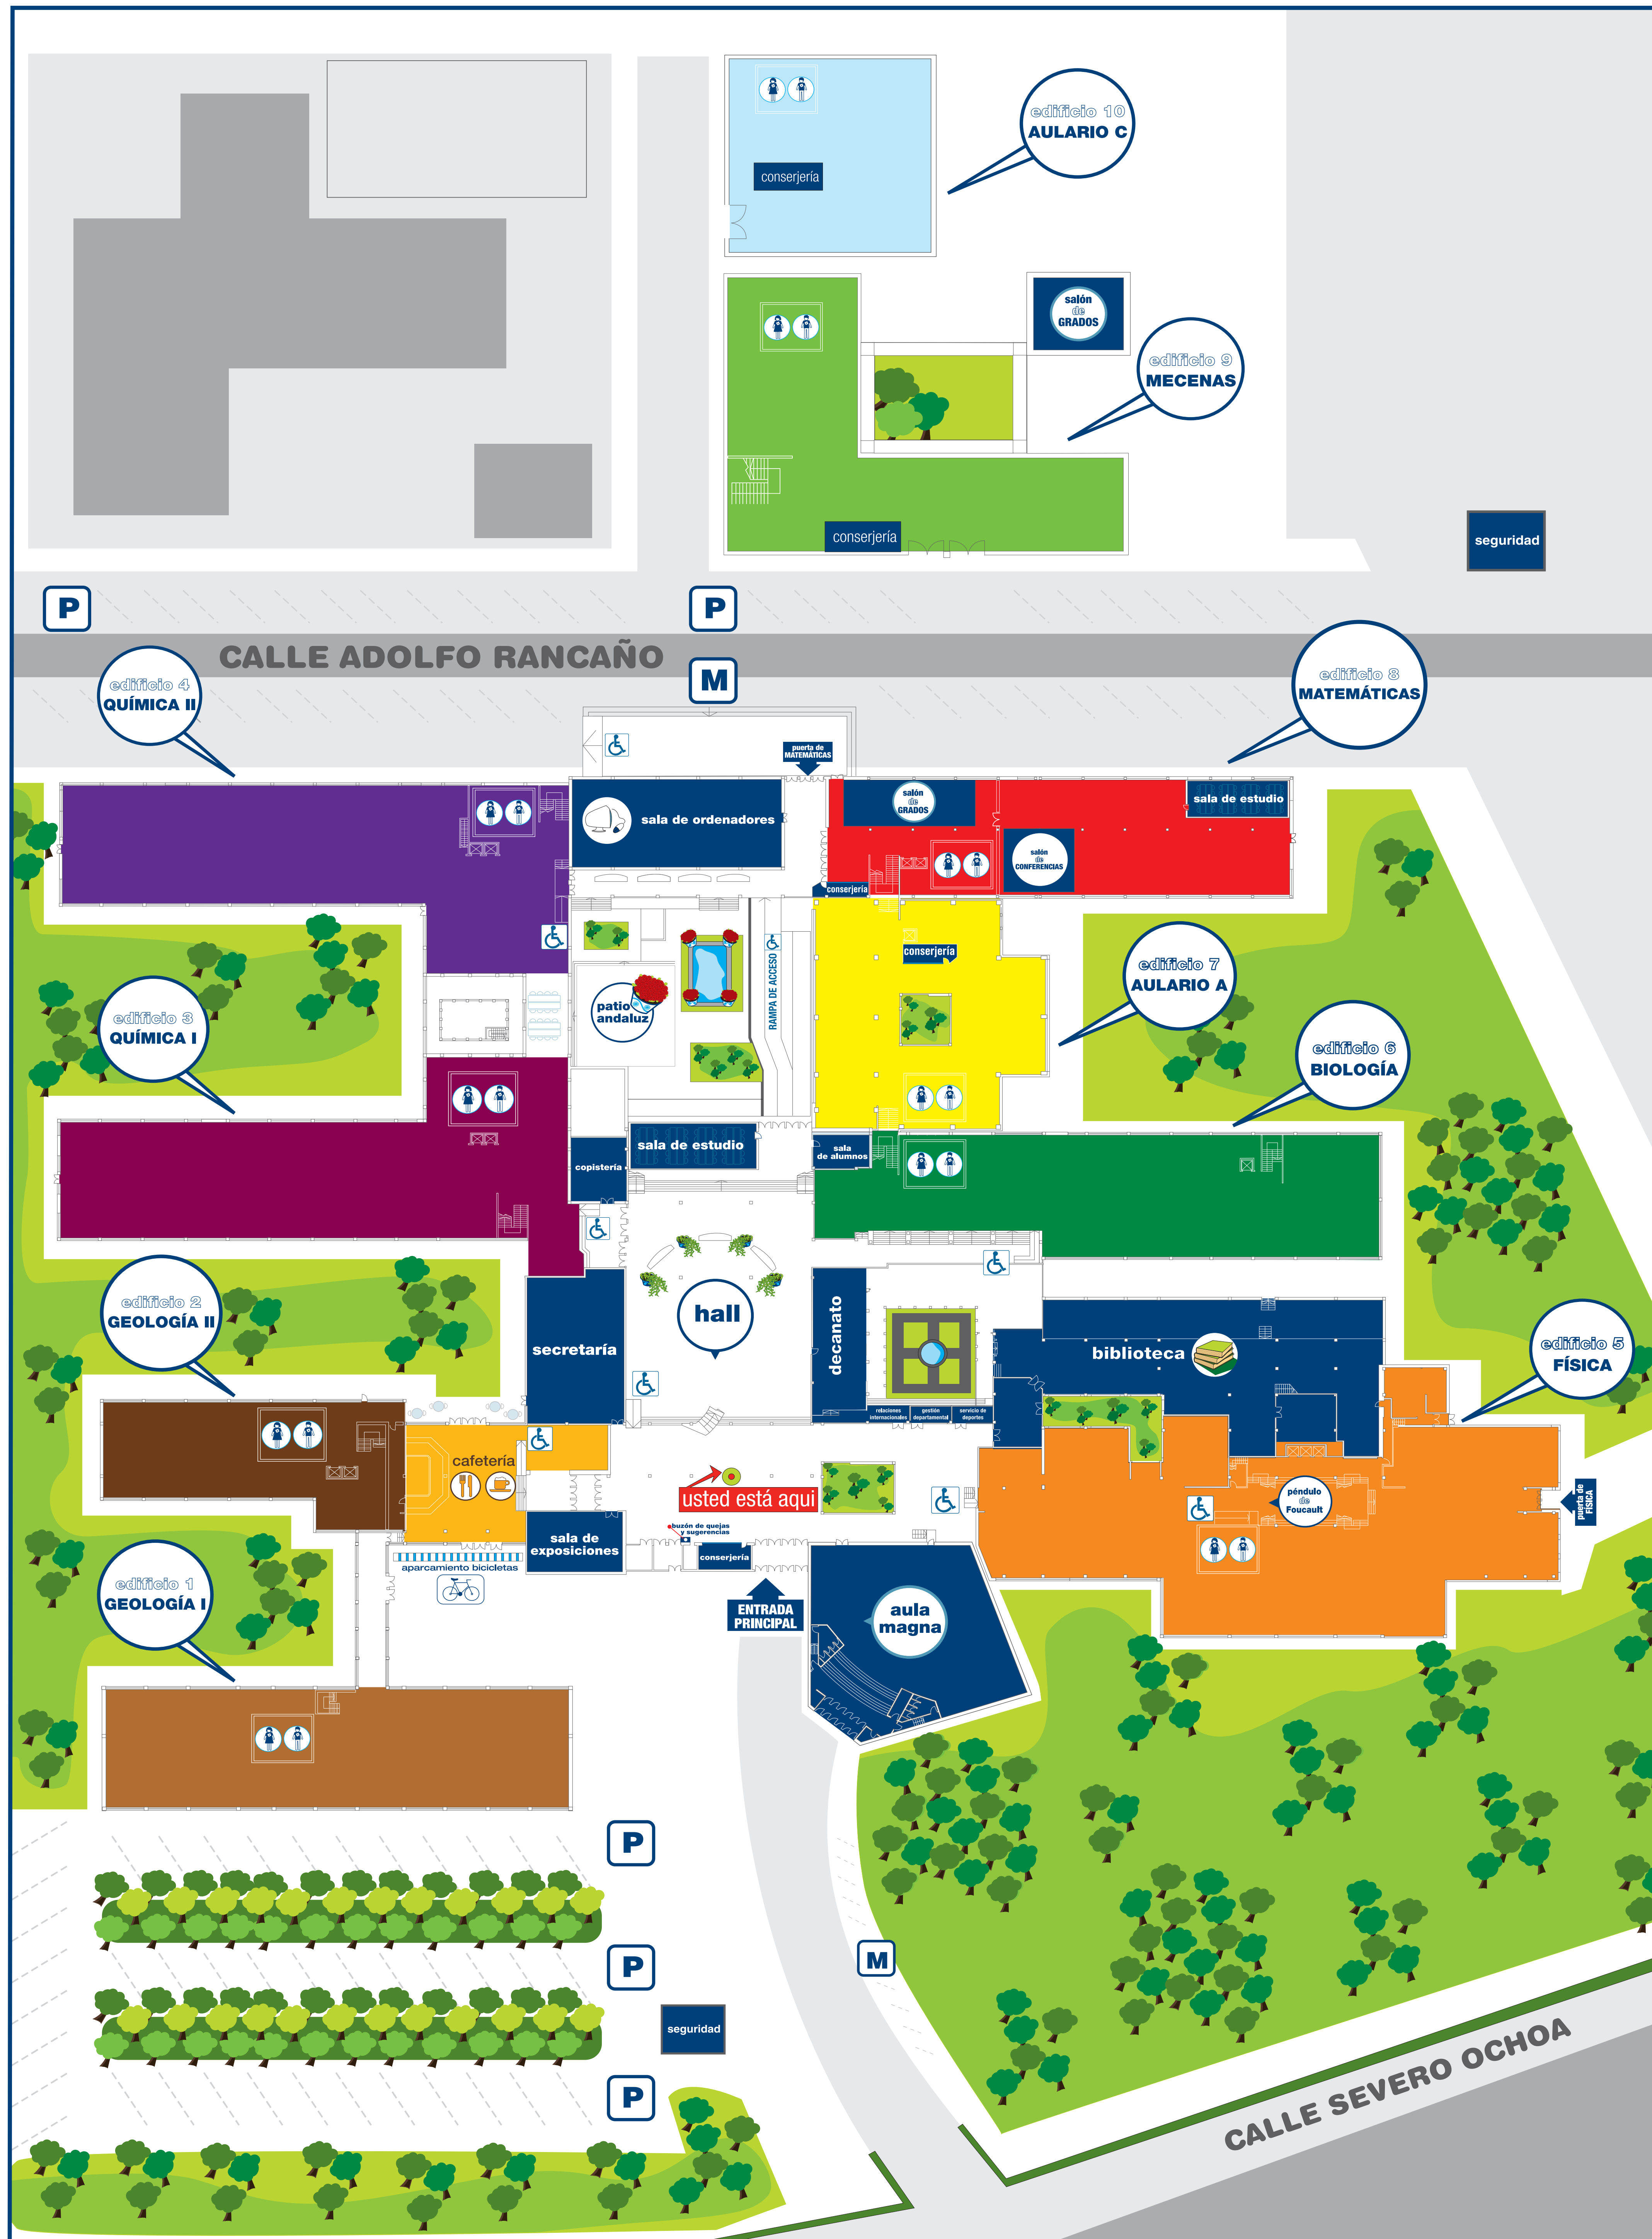 edificio 10
AULARIO C
conserjería
salón
de
GRADOS
edificio 9
MECENAS
conserjería
seguridad
P
P
CALLE ADOLFO RANCAÑO
M
edificio 4
QUÍMICA II
edificio 8
MATEMÁTICAS
puerta de
MATEMÁTICAS
sala de ordenadores
salón
de
GRADOS
sala de estudio
salón
de
CONFERENCIAS
conserjería
conserjería
RAMPA DE ACCESO
patio
andaluz
edificio 7
AULARIO A
edificio 3
QUÍMICA I
edificio 6
BIOLOGÍA
sala de estudio
sala
de alumnos
copistería
edificio 2
GEOLOGÍA II
hall
secretaría
decanato
biblioteca
edificio 5
FÍSICA
relaciones
internacionales
gestión
departamental
servicio de
deportes
cafetería
usted está aqui
péndulo
de
Foucault
puerta de
FÍSICA
buzón de quejas
y sugerencias
sala de
exposiciones
conserjería
aparcamiento bicicletas
edificio 1
GEOLOGÍA I
ENTRADA
PRINCIPAL
aula
magna
P
P
M
seguridad
P
CALLE SEVERO OCHOA